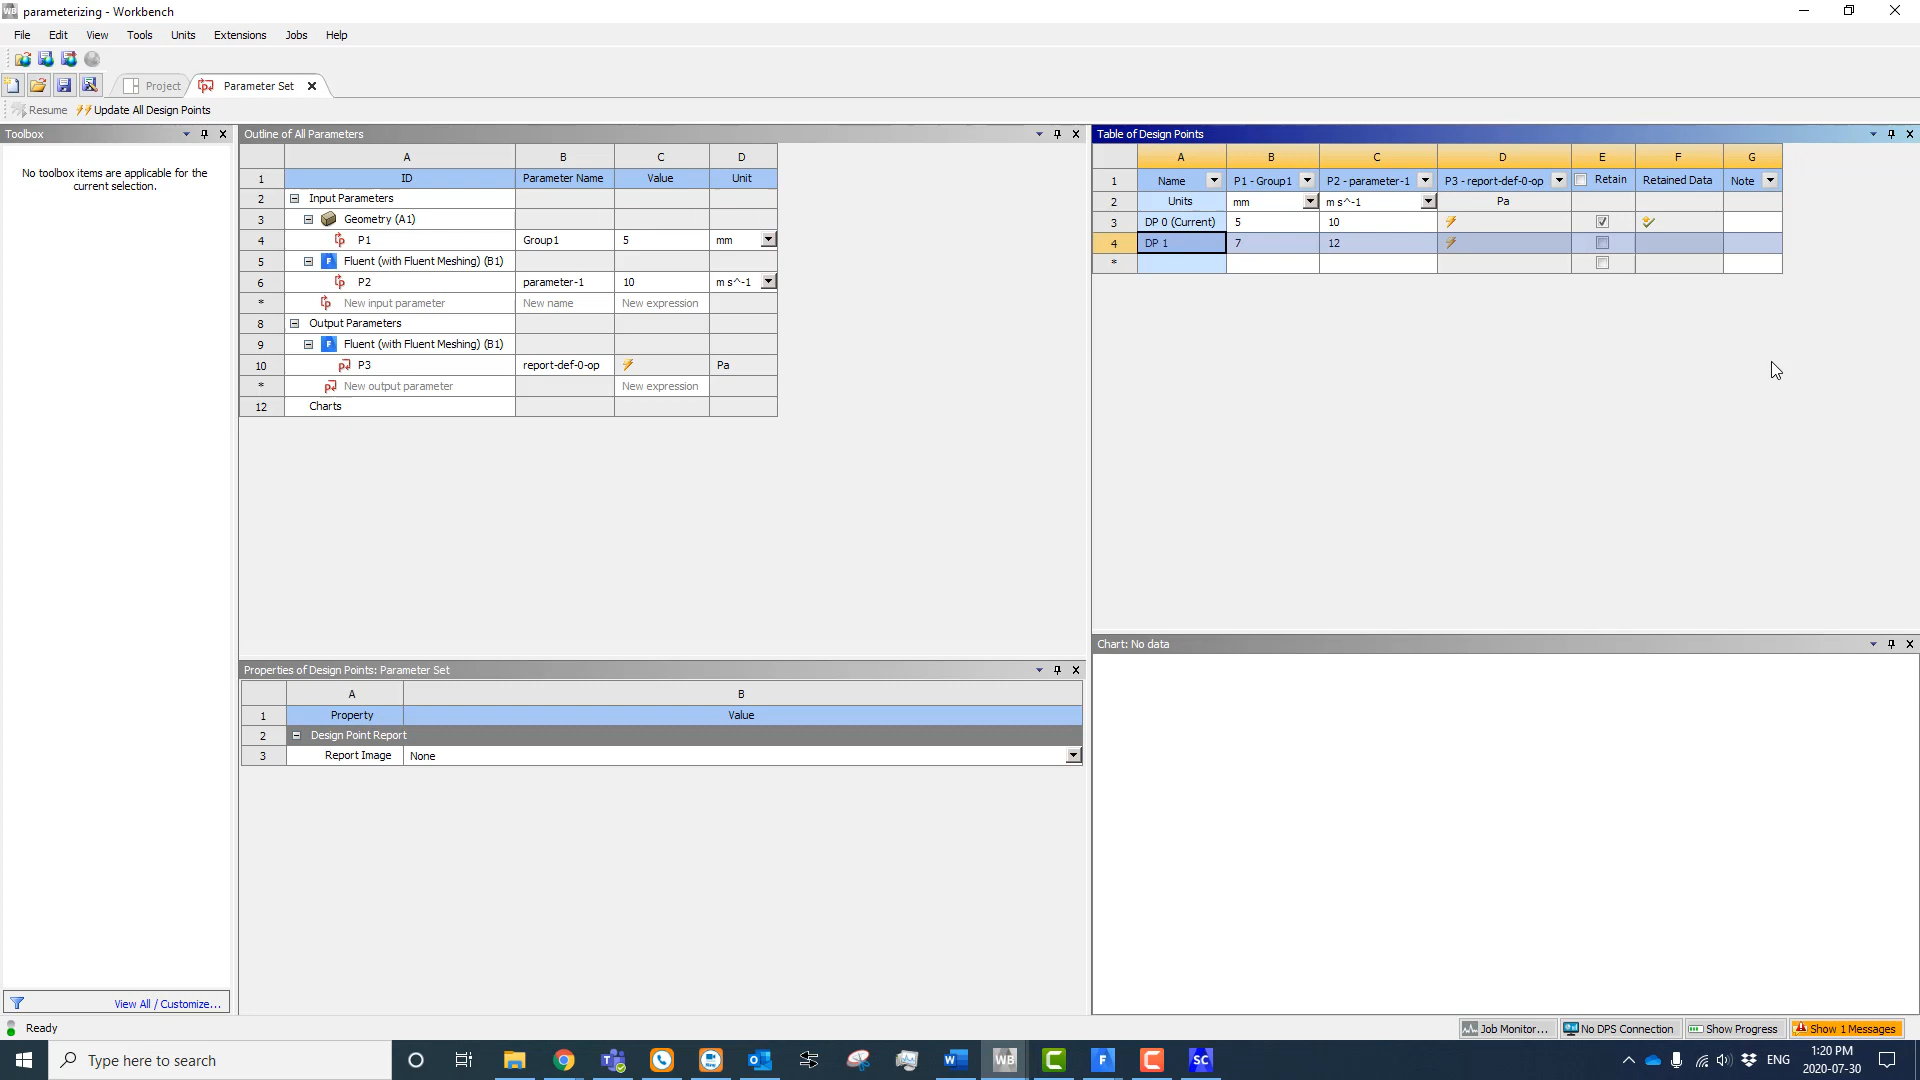 parameterizing - Workbench
File Edit View Tools Units Extensions Jobs Help
Project Parameter Set
Resume Update All Design Points
Toolbox
No toolbox items are applicable for the
current selection.
View All / Customize...
Outline of All Parameters
A B C D
1 ID Parameter Name Value Unit
2 Input Parameters
3 Geometry (A1)
4 P1 Group1 5 mm
5 Fluent (with Fluent Meshing) (B1)
6 P2 parameter-1 10 m s^-1
* New input parameter New name New expression
8 Output Parameters
9 Fluent (with Fluent Meshing) (B1)
10 P3 report-def-0-op Pa
* New output parameter New expression
12 Charts
Properties of Design Points: Parameter Set
A B
1 Property Value
2 Design Point Report
3 Report Image None
Table of Design Points
A B C D E F G
1 Name P1 - Group1 P2 - parameter-1 P3 - report-def-0-op Retain Retained Data Note
2 Units mm m s^-1 Pa
3 DP 0 (Current) 5 10
4 DP 1 7 12
*
Chart: No data
Ready
Job Monitor... No DPS Connection Show Progress Show 1 Messages
Type here to search
WB
F
SC
ENG
1:20 PM
2020-07-30